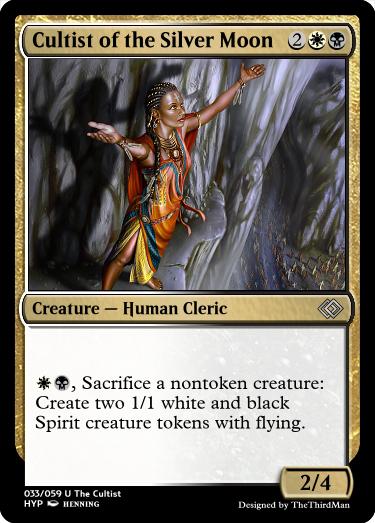 Cultist of the Silver Moon 2
Creature — Human Cleric
, Sacrifice a nontoken creature:
Create two 1/1 white and black
Spirit creature tokens with flying.
2/4
033/059 U The Cultist
HYP HENNING
Designed by TheThirdMan